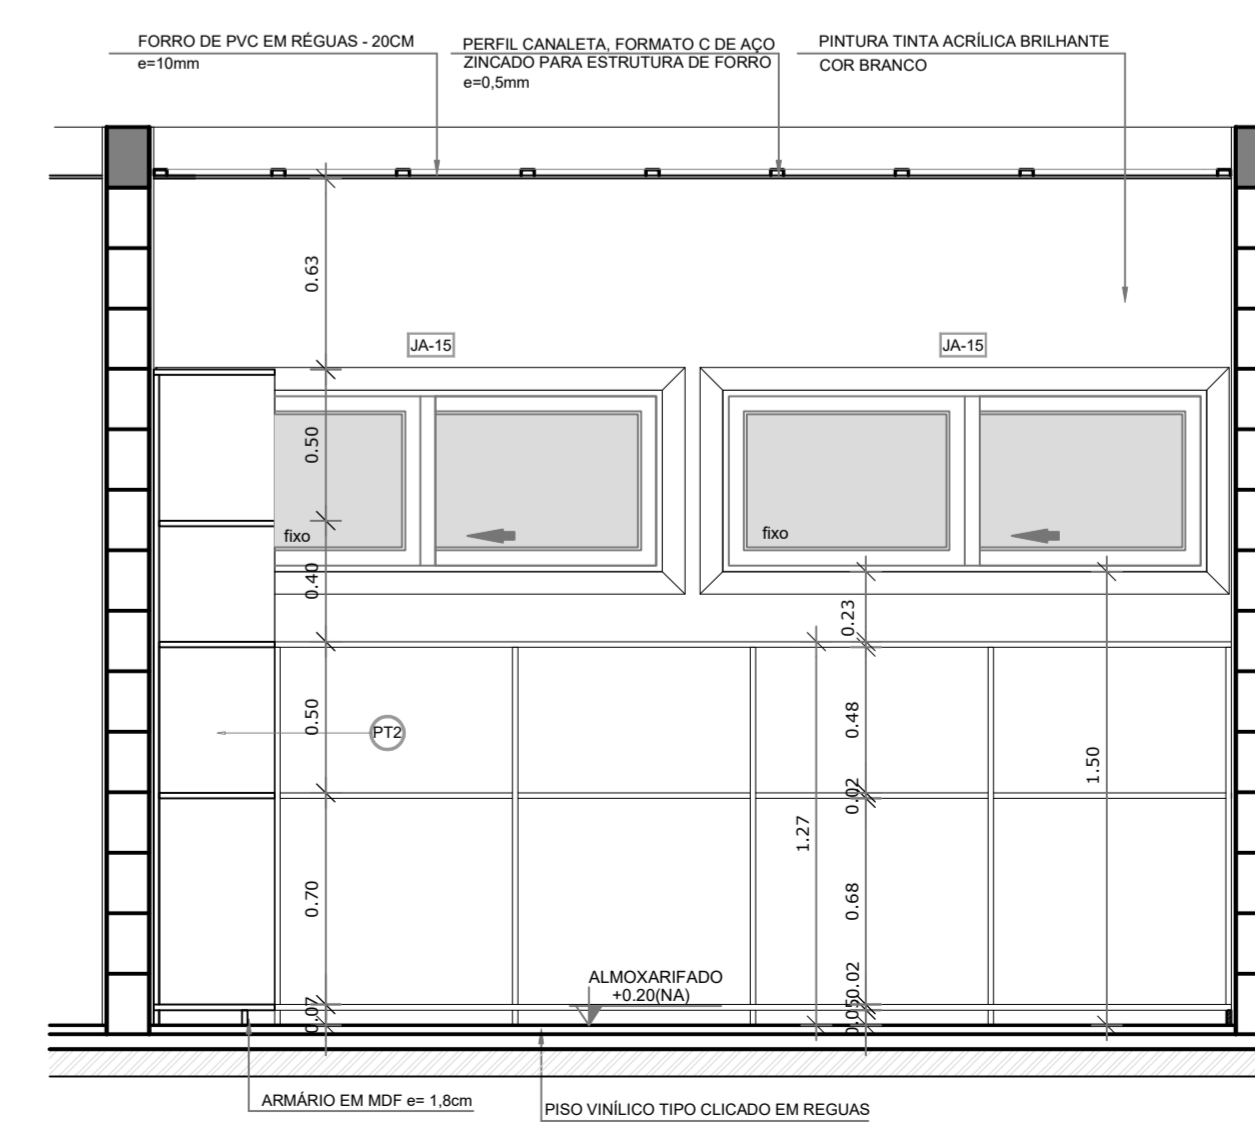 FORRO DE PVC EM RÉGUAS - 20CM
e=10mm
PERFIL CANALETA, FORMATO C DE AÇO
ZINCADO PARA ESTRUTURA DE FORRO
e=0,5mm
PINTURA TINTA ACRÍLICA BRILHANTE
COR BRANCO
0.63
JA-15
JA-15
0.50
fixo
fixo
0.40
0.23
0.50
PT2
0.48
1.50
0.02
1.27
0.70
0.68
ALMOXARIFADO
+0.20(NA)
0.02
0.07
0.05
ARMÁRIO EM MDF e= 1,8cm
PISO VINÍLICO TIPO CLICADO EM REGUAS